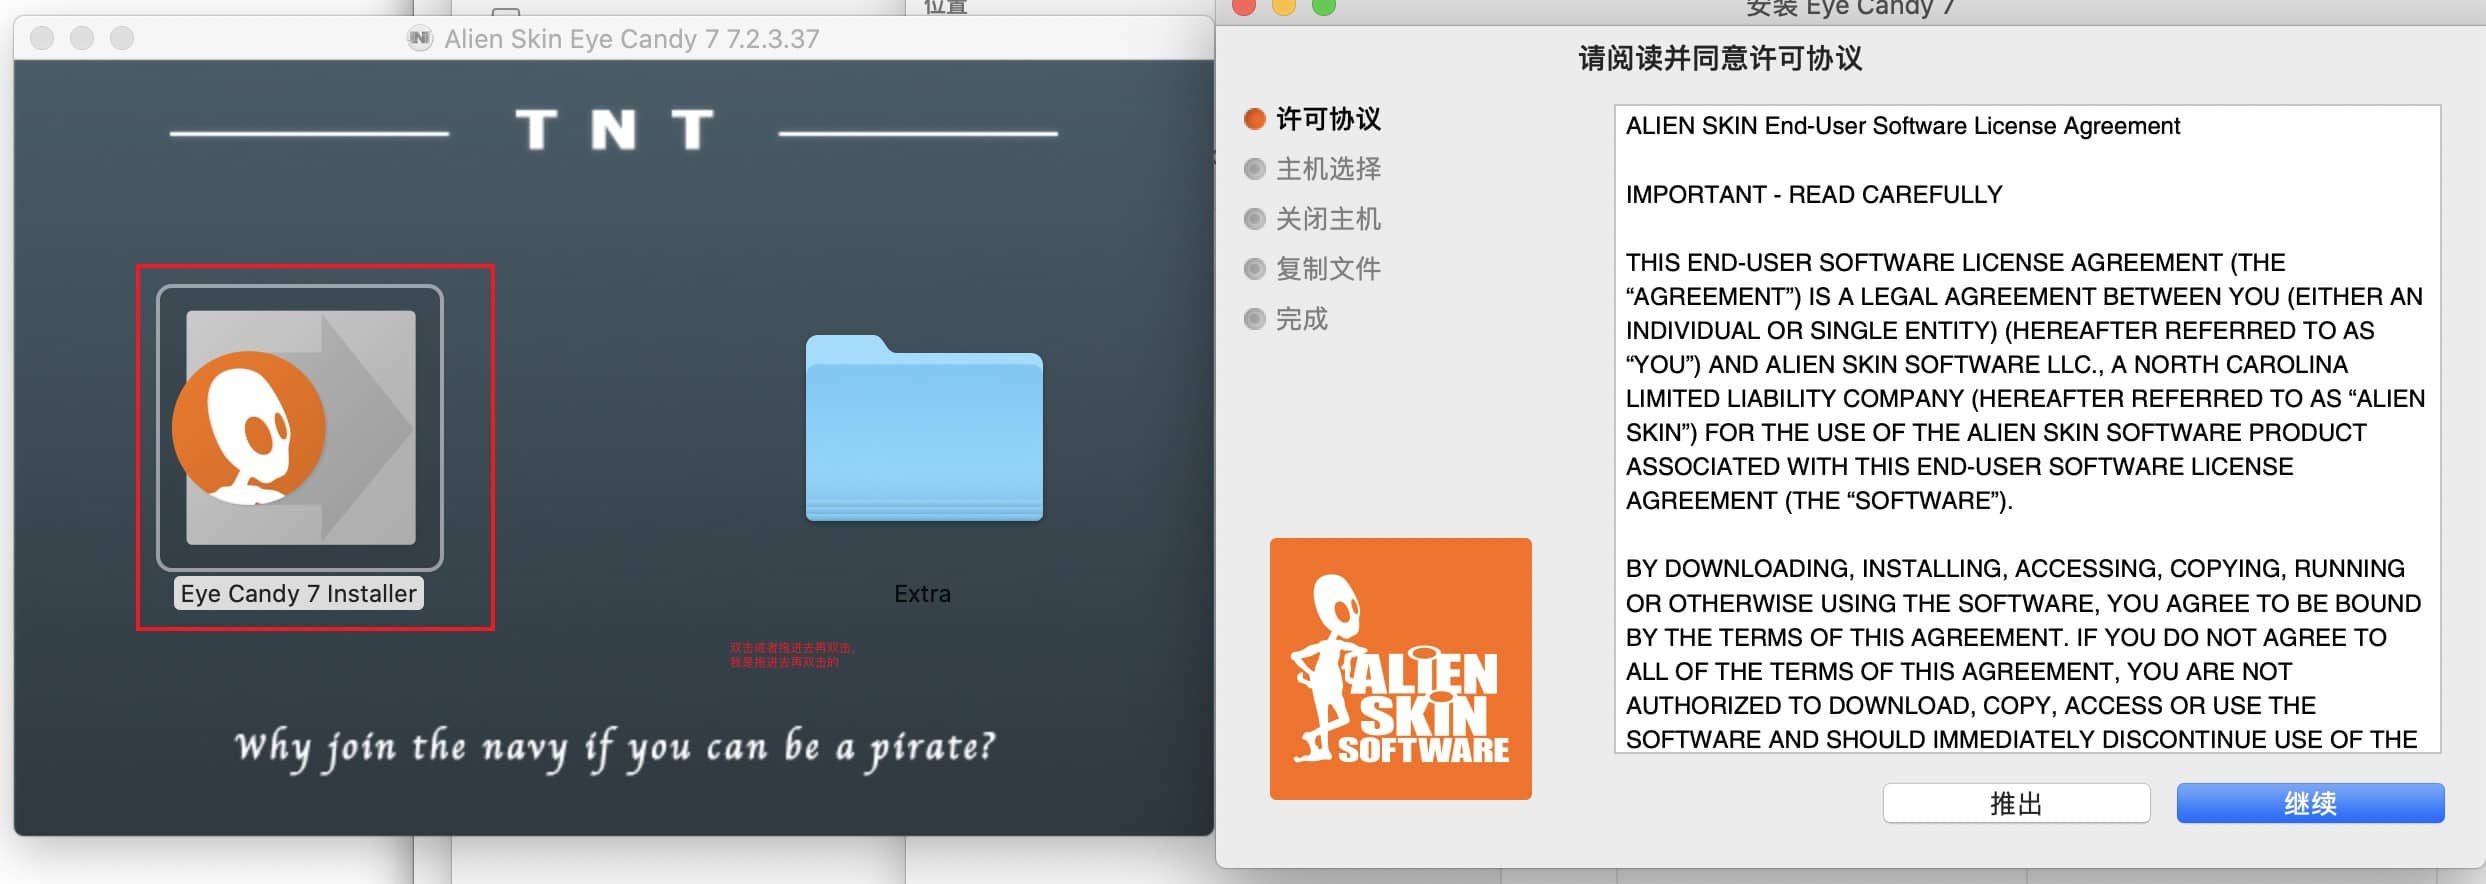 位置
Alien Skin Eye Candy 7 7.2.3.37
TNT
Eye Candy 7 Installer
Extra
双击或者拖进去再双击,
我是拖进去再双击的
Why join the navy if you can be a pirate?
安装 Eye Candy 7
请阅读并同意许可协议
许可协议
主机选择
关闭主机
复制文件
完成
ALIEN SKIN End-User Software License Agreement
IMPORTANT - READ CAREFULLY
THIS END-USER SOFTWARE LICENSE AGREEMENT (THE
“AGREEMENT”) IS A LEGAL AGREEMENT BETWEEN YOU (EITHER AN
INDIVIDUAL OR SINGLE ENTITY) (HEREAFTER REFERRED TO AS
“YOU”) AND ALIEN SKIN SOFTWARE LLC., A NORTH CAROLINA
LIMITED LIABILITY COMPANY (HEREAFTER REFERRED TO AS “ALIEN
SKIN”) FOR THE USE OF THE ALIEN SKIN SOFTWARE PRODUCT
ASSOCIATED WITH THIS END-USER SOFTWARE LICENSE
AGREEMENT (THE “SOFTWARE”).
BY DOWNLOADING, INSTALLING, ACCESSING, COPYING, RUNNING
OR OTHERWISE USING THE SOFTWARE, YOU AGREE TO BE BOUND
BY THE TERMS OF THIS AGREEMENT. IF YOU DO NOT AGREE TO
ALL OF THE TERMS OF THIS AGREEMENT, YOU ARE NOT
AUTHORIZED TO DOWNLOAD, COPY, ACCESS OR USE THE
SOFTWARE AND SHOULD IMMEDIATELY DISCONTINUE USE OF THE
ALIEN
SKIN
SOFTWARE
推出
继续